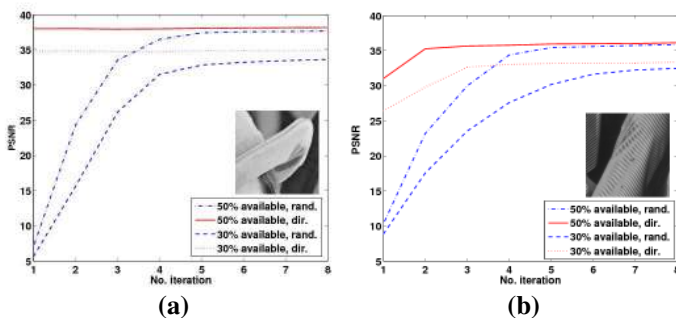 40
35
30
25
20
15
10
5
PSNR
50% available, rand.
50% available, dir.
30% available, rand.
30% available, dir.
1 2 3 4 5 6 7 8
No. iteration
(a)
40
35
30
25
20
15
10
5
PSNR
50% available, rand.
50% available, dir.
30% available, rand.
30% available, dir.
1 2 3 4 5 6 7 8
No. iteration
(b)